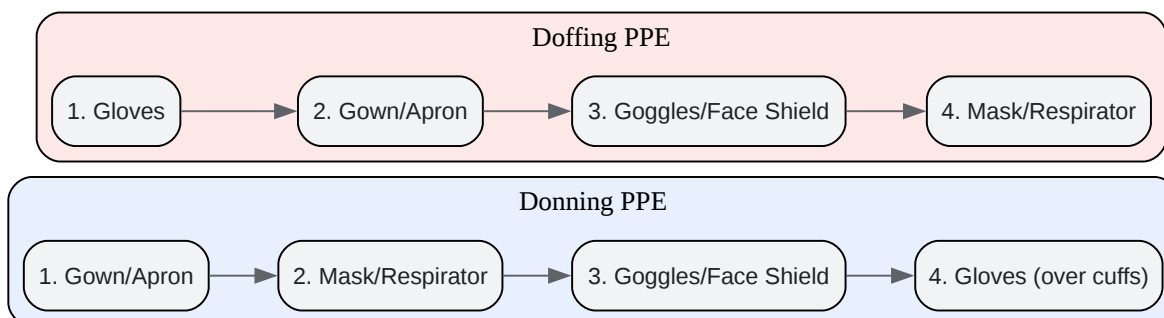 Doffing PPE
1. Gloves
2. Gown/Apron
3. Goggles/Face Shield
4. Mask/Respirator
Donning PPE
1. Gown/Apron
2. Mask/Respirator
3. Goggles/Face Shield
4. Gloves (over cuffs)